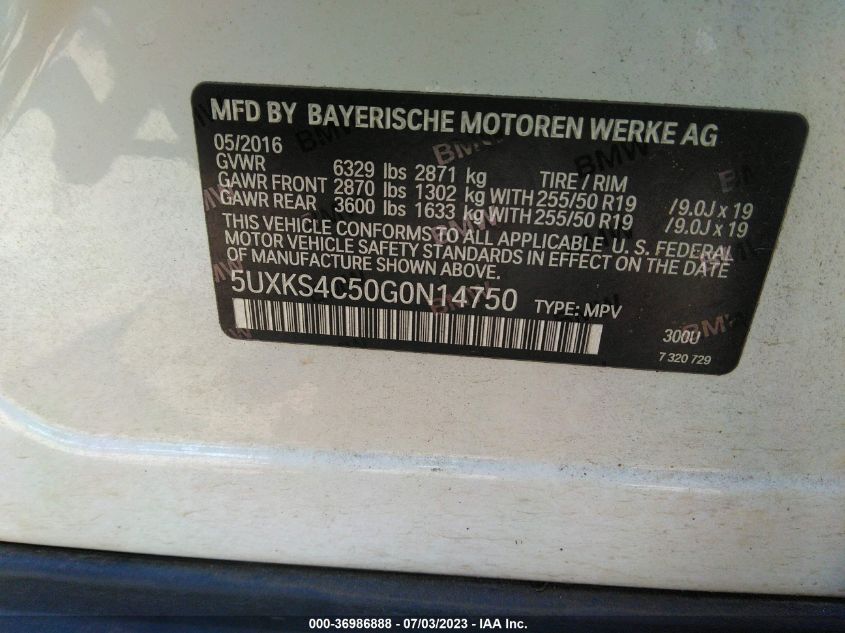 MFD BY BAYERISCHE MOTOREN WERKE AG
05/2016
GVWR 6329 lbs 2871 kg TIRE / RIM
GAWR FRONT 2870 lbs 1302 kg WITH 255/50 R19 /9.0J x 19
GAWR REAR 3600 lbs 1633 kg WITH 255/50 R19 /9.0J x 19
THIS VEHICLE CONFORMS TO ALL APPLICABLE U. S. FEDERAL
MOTOR VEHICLE SAFETY STANDARDS IN EFFECT ON THE DATE
OF MANUFACTURE SHOWN ABOVE.
5UXKS4C50G0N14750 TYPE: MPV
300U
7 320 729
000-36986888 / 07/03/2023 - IAA Inc.